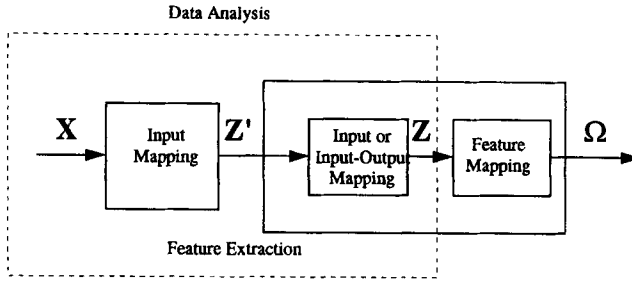 Data Analysis
X
Input
Mapping
Z'
Input or
Input-Output
Mapping
Z
Feature
Mapping
Ω
Feature Extraction